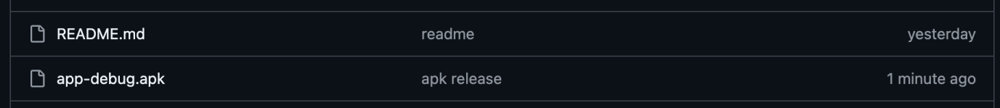 README.md readme yesterday
app-debug.apk apk release 1 minute ago